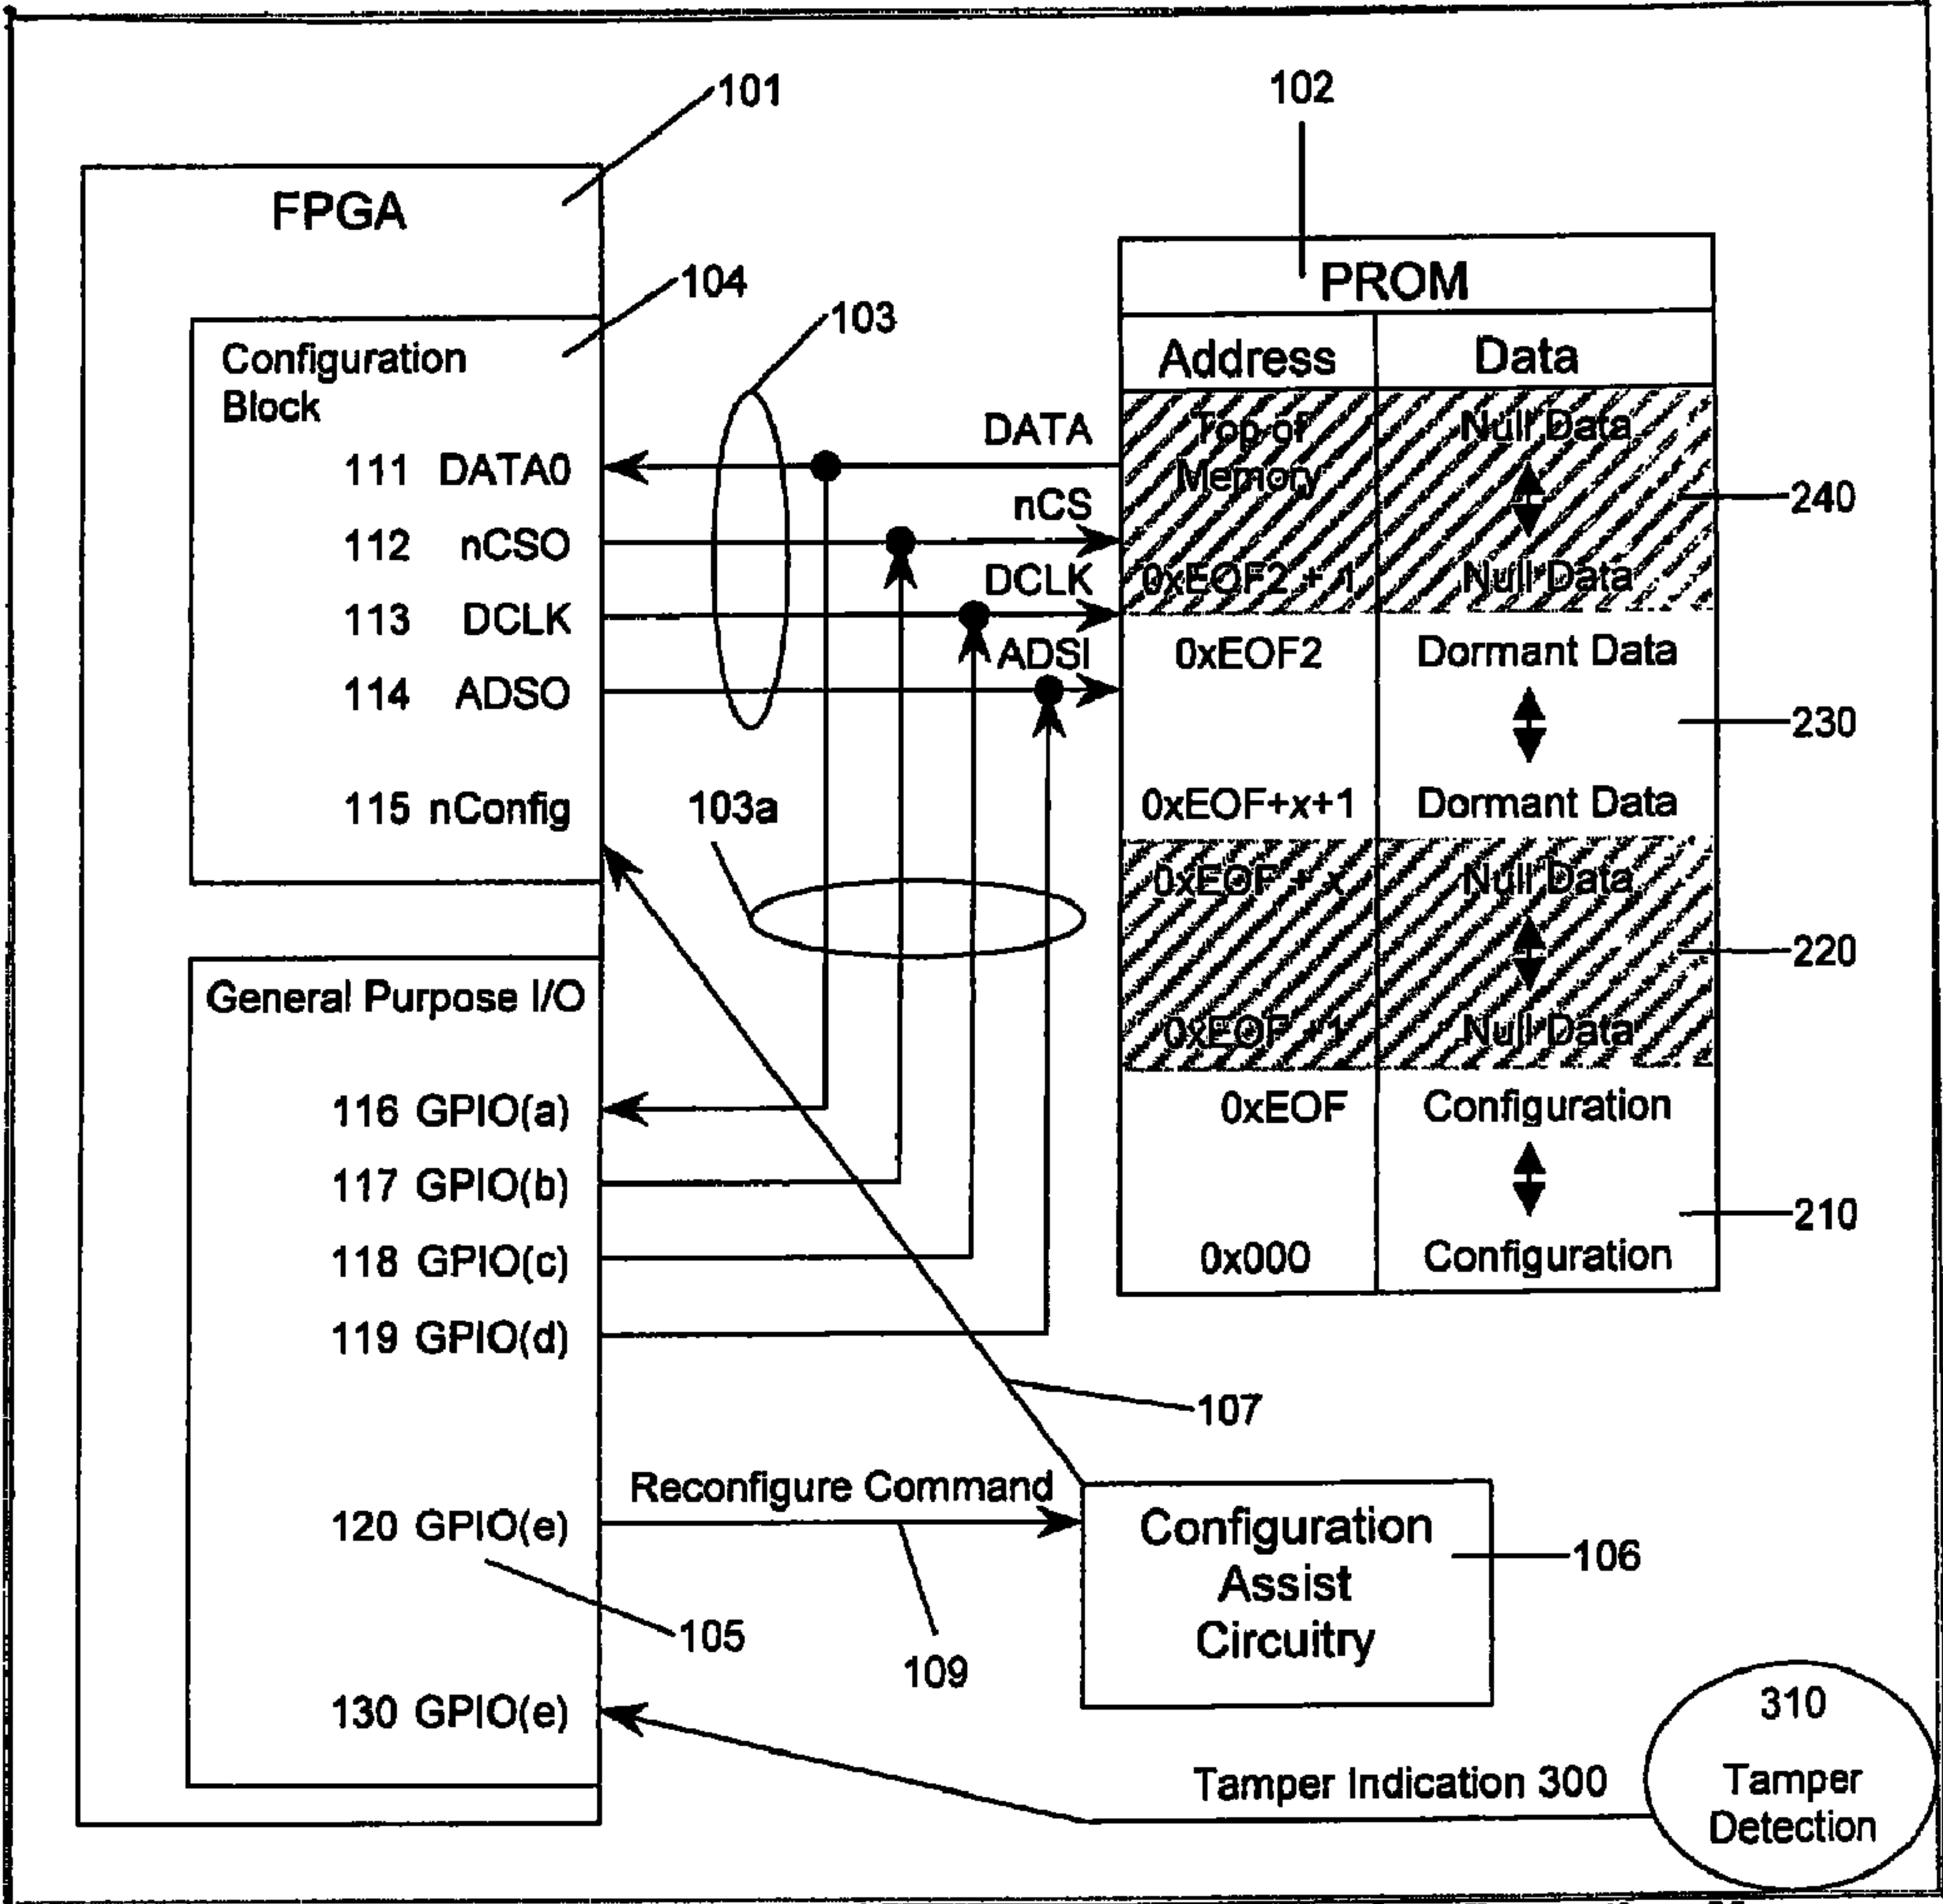 101
102
FPGA
104
103
PROM
Configuration
Block
Address Data
DATA
Top of Null Data
111 DATA0
Memory
nCS
240
112 nCSO
DCLK
0xEOF2 + 1 Null Data
113 DCLK
ADSI
0xEOF2 Dormant Data
114 ADSO
230
115 nConfig
103a
0xEOF+x+1 Dormant Data
0xEOF + x Null Data
220
General Purpose I/O
0xEOF +1 Null Data
116 GPIO(a)
0xEOF Configuration
117 GPIO(b)
210
118 GPIO(c)
0x000 Configuration
119 GPIO(d)
107
Reconfigure Command
120 GPIO(e)
Configuration
Assist
Circuitry
106
105
109
130 GPIO(e)
310
Tamper Indication 300
Tamper
Detection